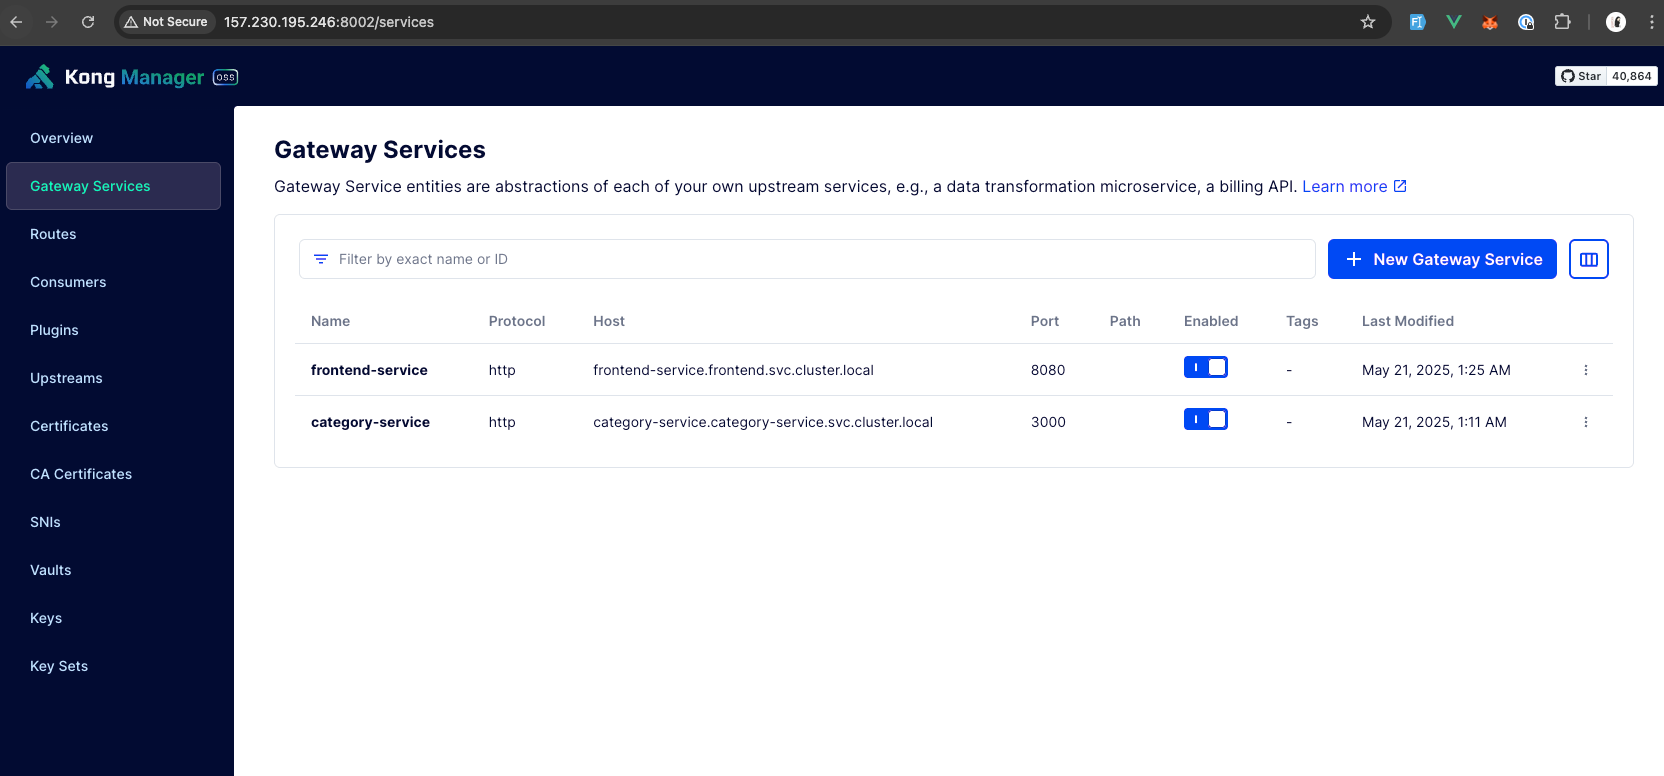 Not Secure 157.230.195.246:8002/services
Kong Manager OSS
Star 40,864
Overview
Gateway Services
Routes
Consumers
Plugins
Upstreams
Certificates
CA Certificates
SNIs
Vaults
Keys
Key Sets
Gateway Services
Gateway Service entities are abstractions of each of your own upstream services, e.g., a data transformation microservice, a billing API. Learn more
Filter by exact name or ID
New Gateway Service
Name Protocol Host Port Path Enabled Tags Last Modified
frontend-service http frontend-service.frontend.svc.cluster.local 8080 - May 21, 2025, 1:25 AM
category-service http category-service.category-service.svc.cluster.local 3000 - May 21, 2025, 1:11 AM